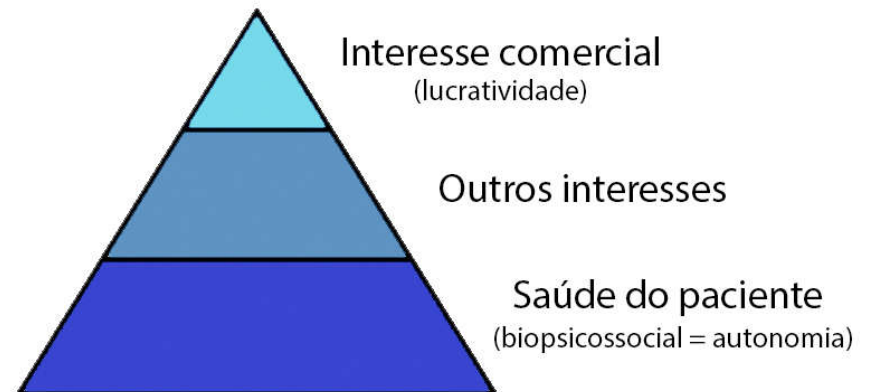 Interesse comercial
(lucratividade)
Outros interesses
Saúde do paciente
(biopsicossocial = autonomia)